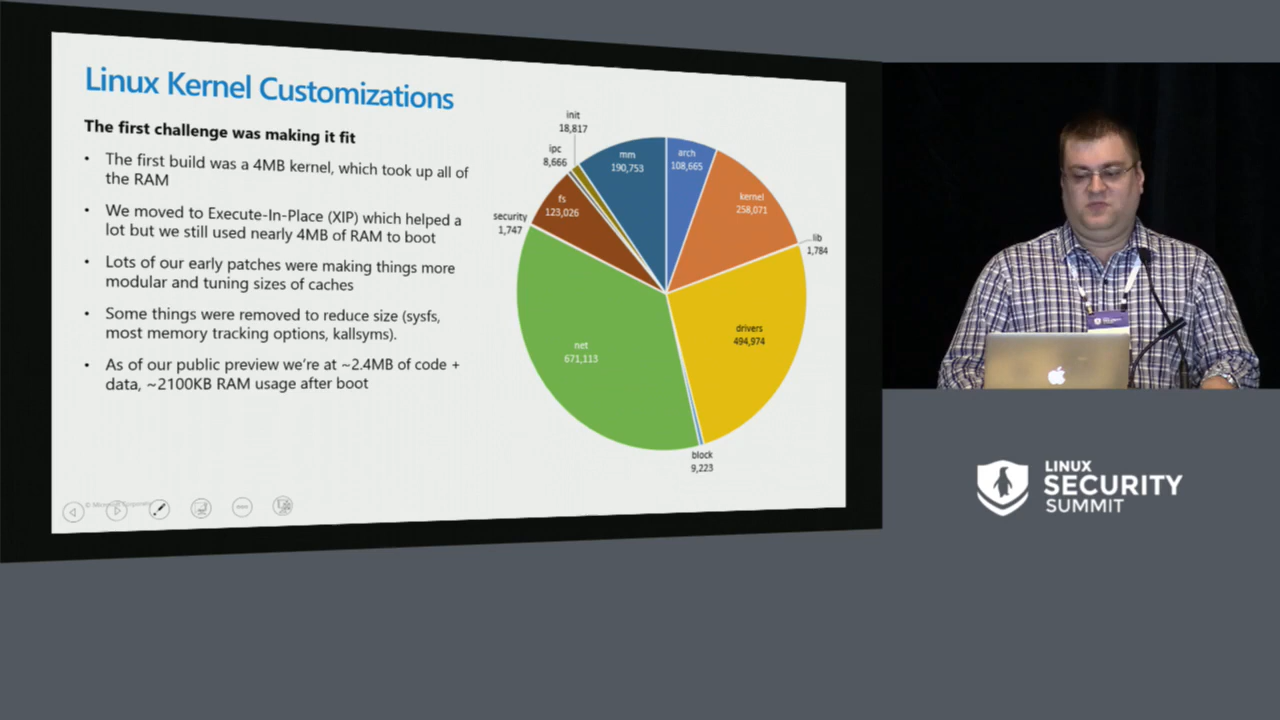 Linux Kernel Customizations
The first challenge was making it fit
• The first build was a 4MB kernel, which took up all of
the RAM
• We moved to Execute-In-Place (XIP) which helped a
lot but we still used nearly 4MB of RAM to boot
• Lots of our early patches were making things more
modular and tuning sizes of caches
• Some things were removed to reduce size (sysfs,
most memory tracking options, kallsyms).
• As of our public preview we're at ~2.4MB of code +
data, ~2100KB RAM usage after boot
init
18,817
ipc
8,666
mm
190,753
arch
108,665
kernel
258,071
fs
123,026
security
1,747
lib
1,784
drivers
494,974
net
671,113
block
9,223
LINUX
SECURITY
SUMMIT